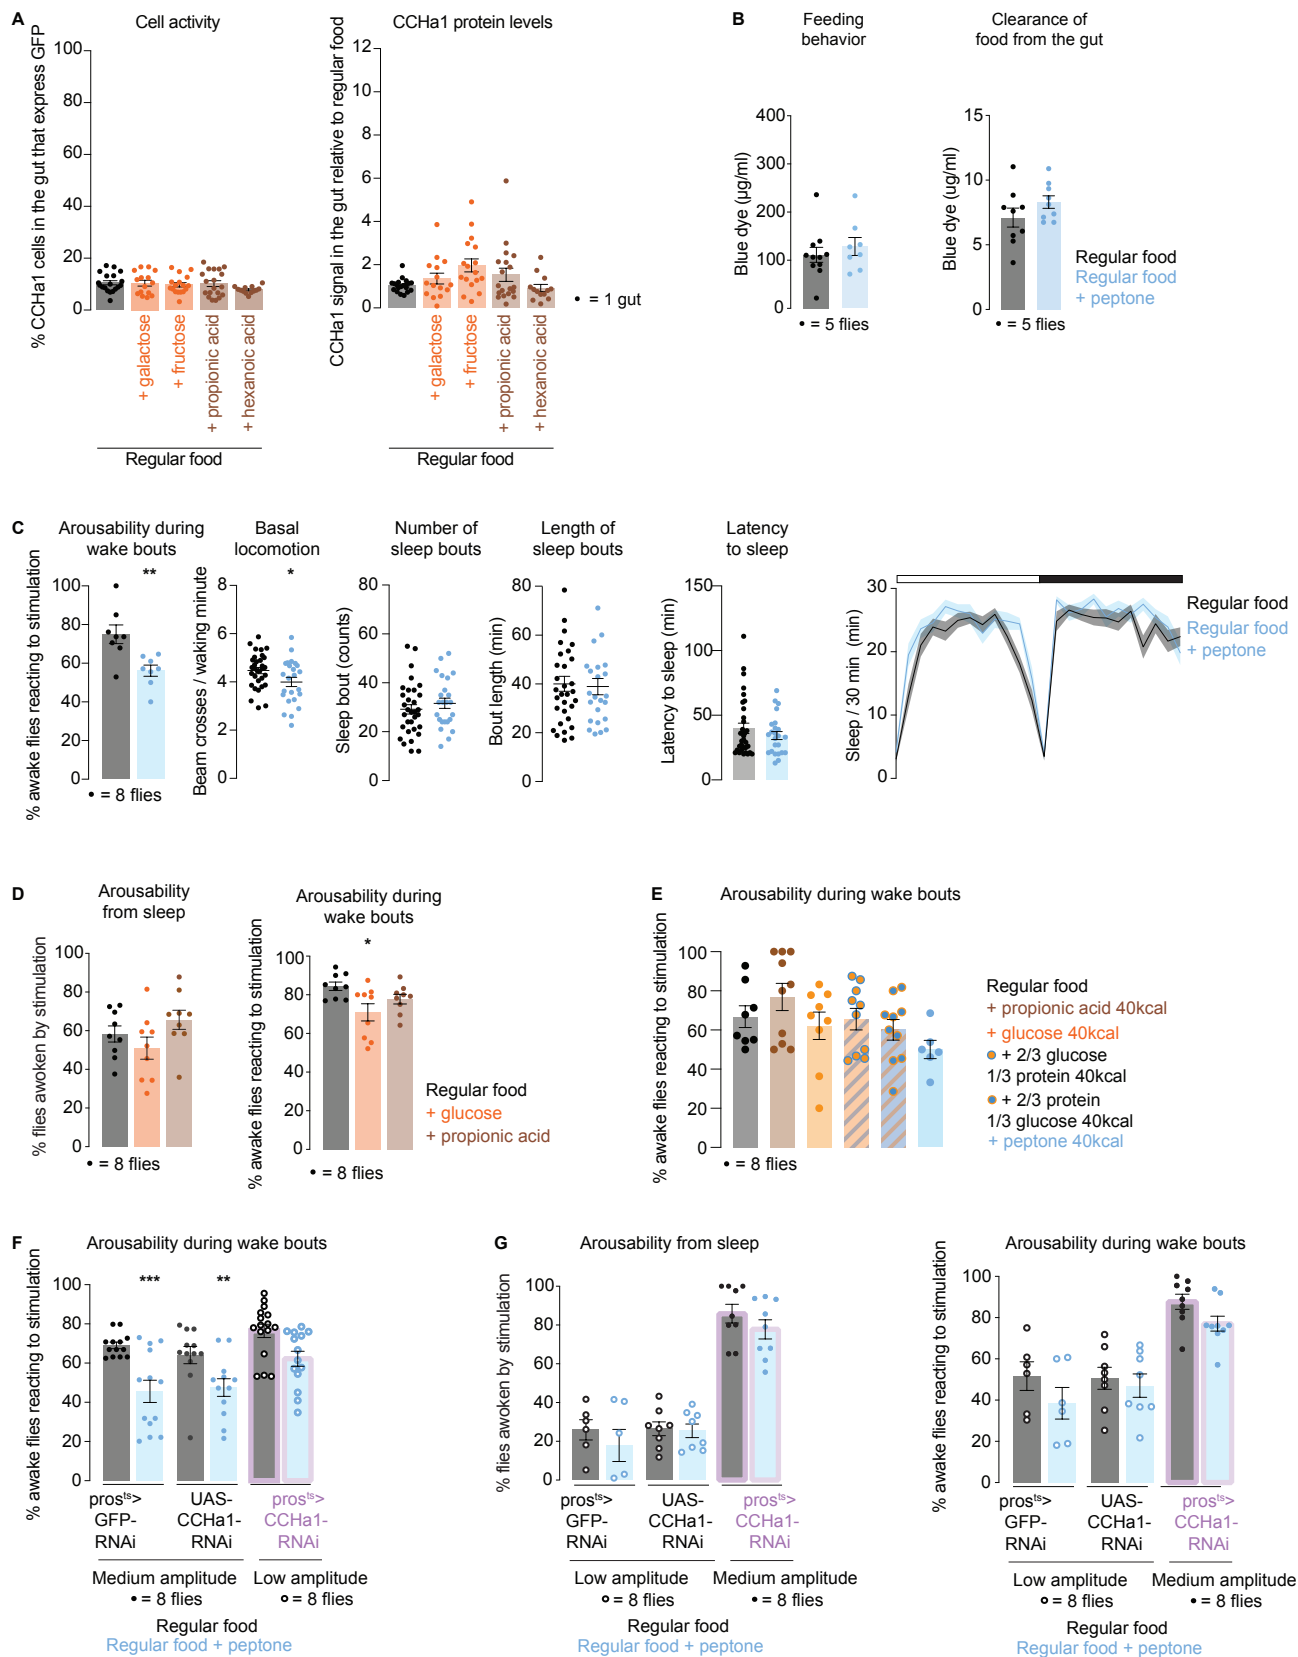 A
Cell activity
% CCHa1 cells in the gut that express GFP
100
80
60
40
20
0
+ galactose
+ fructose
+ propionic acid
+ hexanoic acid
Regular food
CCHa1 protein levels
CCHa1 signal in the gut relative to regular food
12
10
8
6
4
2
0
• = 1 gut
+ galactose
+ fructose
+ propionic acid
+ hexanoic acid
Regular food
B
Feeding
behavior
Blue dye (µg/ml)
400
300
200
100
0
• = 5 flies
Clearance of
food from the gut
Blue dye (ug/ml)
15
10
5
0
• = 5 flies
Regular food
Regular food
+ peptone
C
Arousability during
wake bouts
% awake flies reacting to stimulation
100
80
60
40
20
0
**
• = 8 flies
Basal
locomotion
Beam crosses / waking minute
8
6
4
2
0
*
Number of
sleep bouts
Sleep bout (counts)
80
60
40
20
0
Length of
sleep bouts
Bout length (min)
80
60
40
20
0
Latency
to sleep
Latency to sleep (min)
150
100
50
0
Sleep / 30 min (min)
30
20
10
0
Regular food
Regular food
+ peptone
D
Arousability
from sleep
% flies awoken by stimulation
100
80
60
40
20
0
• = 8 flies
Arousability during
wake bouts
% awake flies reacting to stimulation
100
80
60
40
20
0
*
• = 8 flies
Regular food
+ glucose
+ propionic acid
E
Arousability during wake bouts
% awake flies reacting to stimulation
100
80
60
40
20
0
• = 8 flies
Regular food
+ propionic acid 40kcal
+ glucose 40kcal
+ 2/3 glucose
1/3 protein 40kcal
+ 2/3 protein
1/3 glucose 40kcal
+ peptone 40kcal
F
Arousability during wake bouts
% awake flies reacting to stimulation
100
80
60
40
20
0
***
**
pros^ts>
GFP-
RNAi
UAS-
CCHa1-
RNAi
pros^ts>
CCHa1-
RNAi
Medium amplitude
• = 8 flies
Low amplitude
o = 8 flies
Regular food
Regular food + peptone
G
Arousability from sleep
% flies awoken by stimulation
100
80
60
40
20
0
pros^ts>
GFP-
RNAi
UAS-
CCHa1-
RNAi
pros^ts>
CCHa1-
RNAi
Low amplitude
o = 8 flies
Medium amplitude
• = 8 flies
Regular food
Regular food + peptone
Arousability during wake bouts
% awake flies reacting to stimulation
100
80
60
40
20
0
pros^ts>
GFP-
RNAi
UAS-
CCHa1-
RNAi
pros^ts>
CCHa1-
RNAi
Low amplitude
o = 8 flies
Medium amplitude
• = 8 flies
Regular food
Regular food + peptone